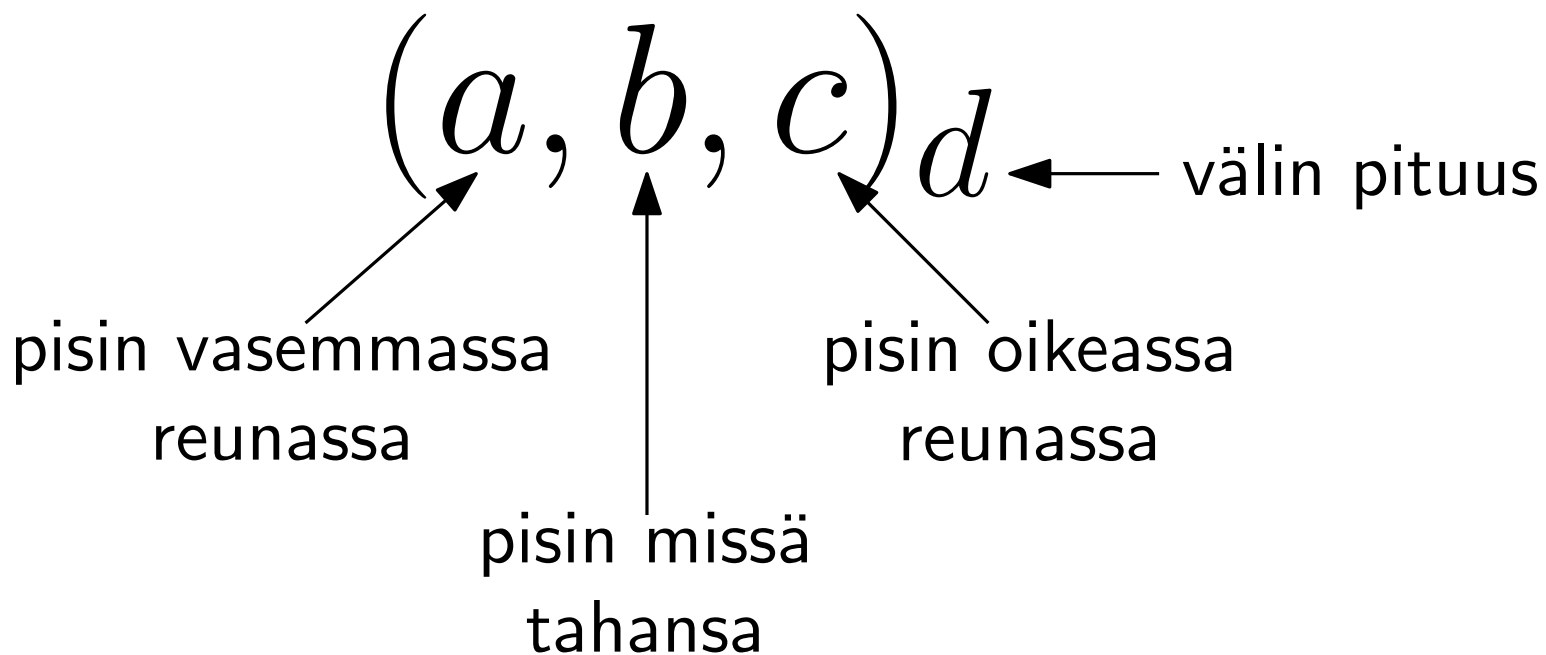 (a, b, c)d
välin pituus
pisin vasemmassa
reunassa
pisin oikeassa
reunassa
pisin missä
tahansa